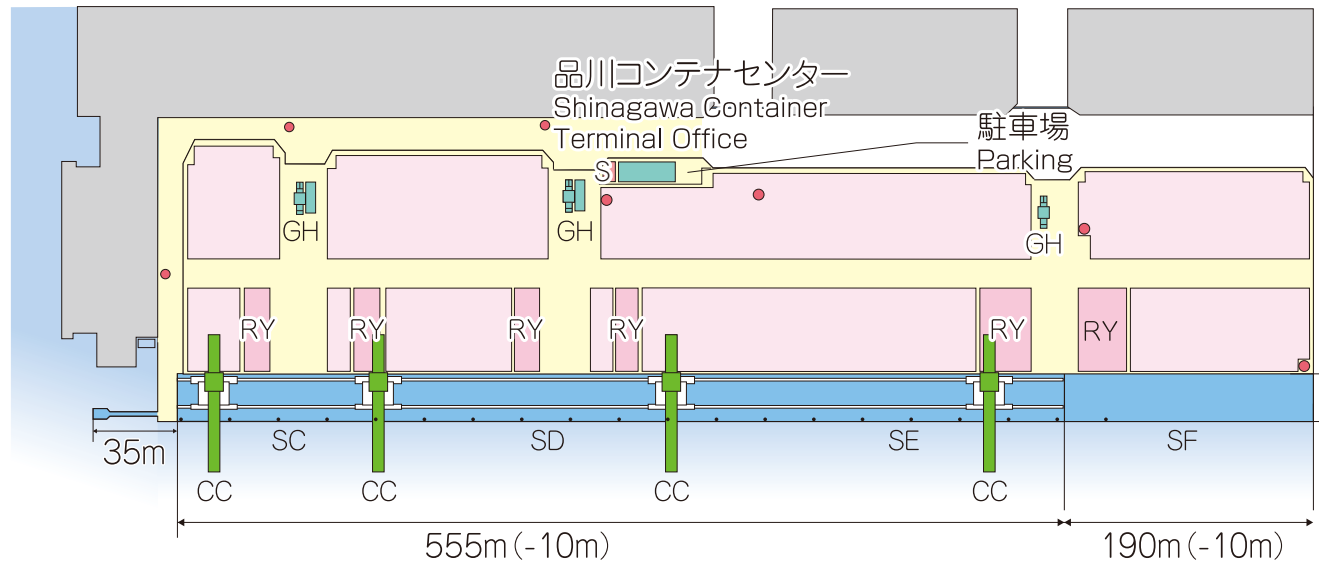 品川コンテナセンター
Shinagawa Container
Terminal Office
駐車場
Parking
S
GH
GH
GH
RY
RY
RY
RY
RY
RY
35m
SC
SD
SE
SF
CC
CC
CC
CC
555m(-10m)
190m(-10m)